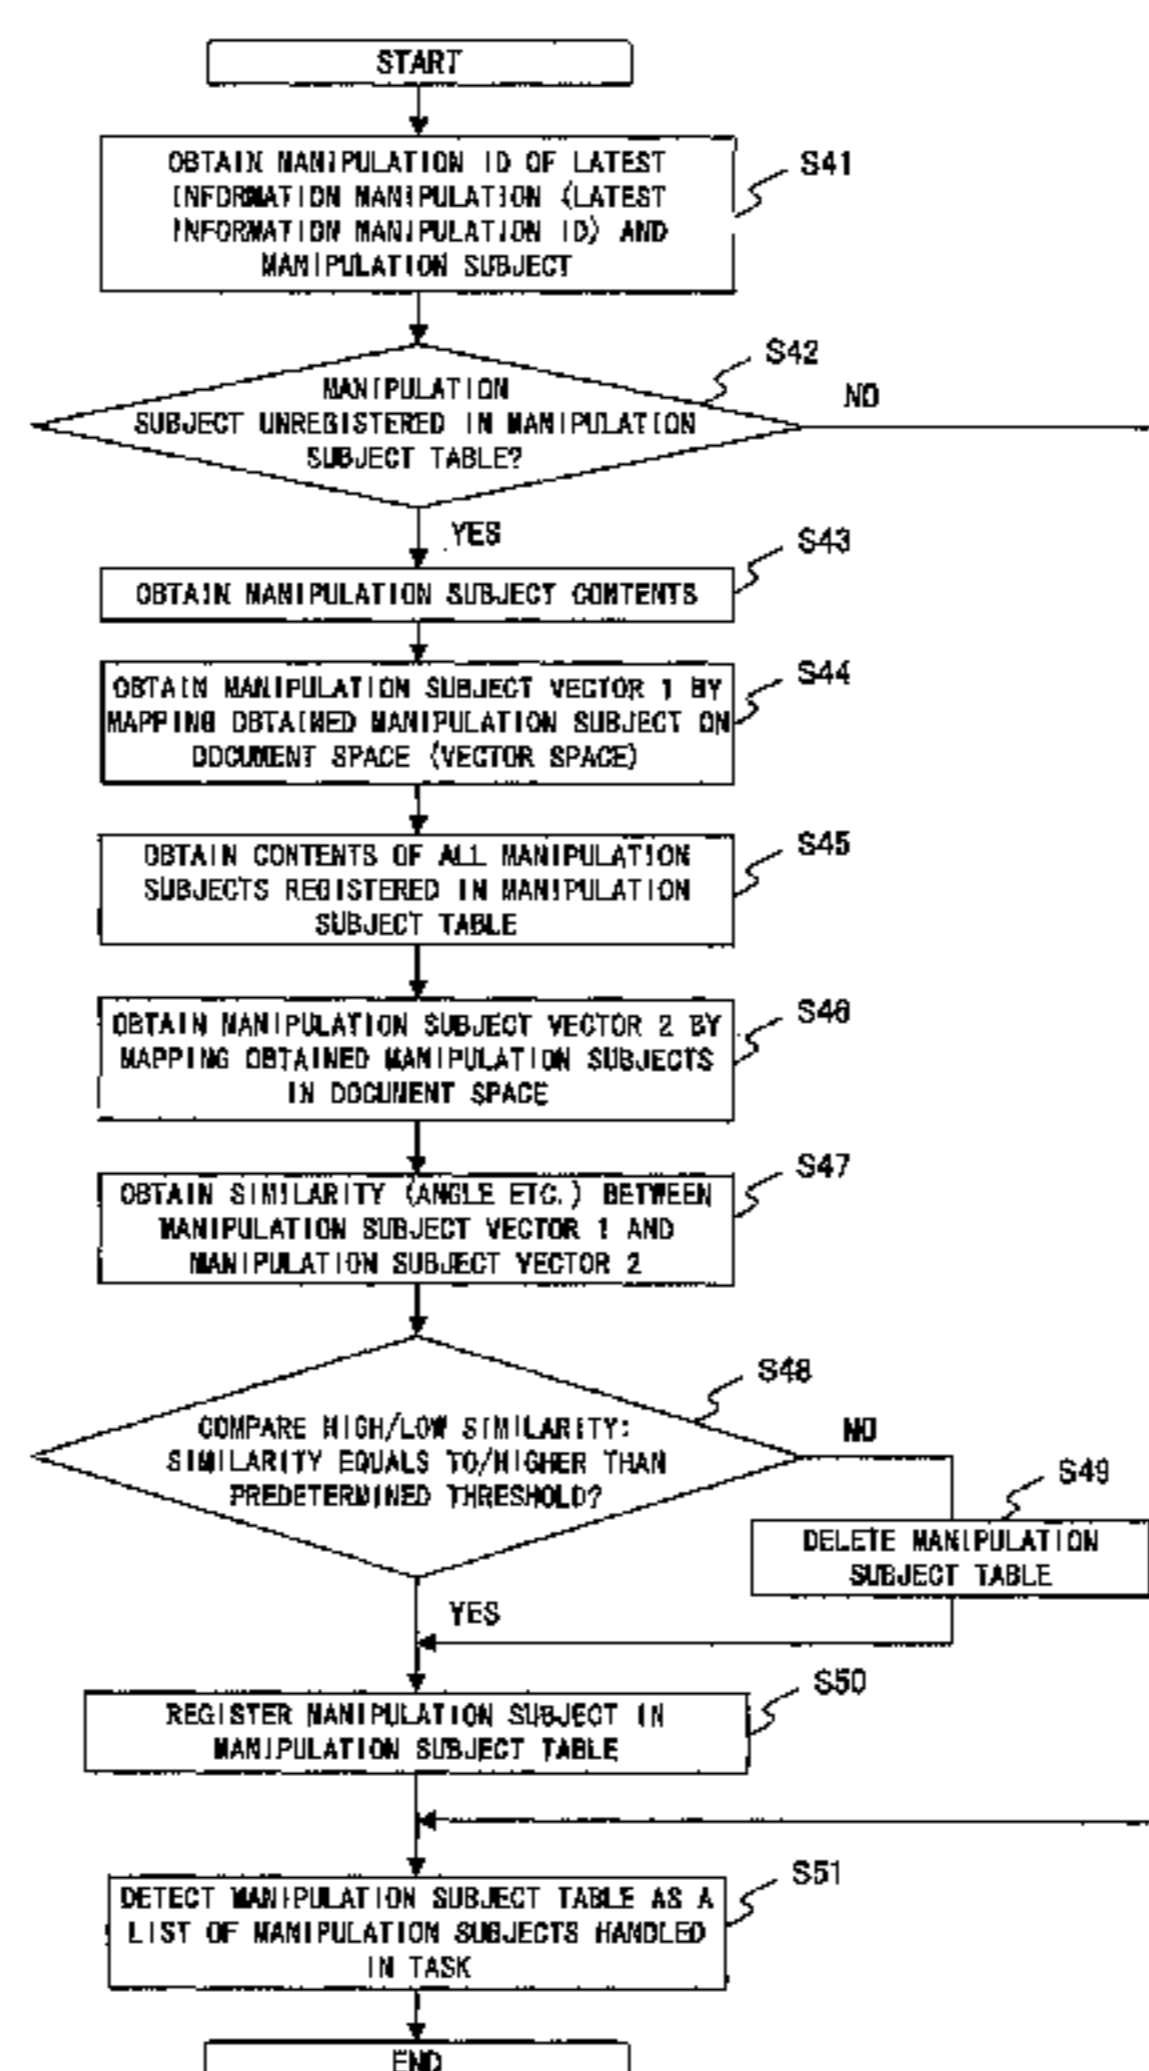 START
OBTAIN MANIPULATION ID OF LATEST
INFORMATION MANIPULATION (LATEST
INFORMATION MANIPULATION ID) AND
MANIPULATION SUBJECT
S41
S42
MANIPULATION
SUBJECT UNREGISTERED IN MANIPULATION
SUBJECT TABLE?
NO
YES
S43
OBTAIN MANIPULATION SUBJECT CONTENTS
S44
OBTAIN MANIPULATION SUBJECT VECTOR 1 BY
MAPPING OBTAINED MANIPULATION SUBJECT ON
DOCUMENT SPACE (VECTOR SPACE)
S45
OBTAIN CONTENTS OF ALL MANIPULATION
SUBJECTS REGISTERED IN MANIPULATION
SUBJECT TABLE
S46
OBTAIN MANIPULATION SUBJECT VECTOR 2 BY
MAPPING OBTAINED MANIPULATION SUBJECTS
IN DOCUMENT SPACE
S47
OBTAIN SIMILARITY (ANGLE ETC.) BETWEEN
MANIPULATION SUBJECT VECTOR 1 AND
MANIPULATION SUBJECT VECTOR 2
S48
COMPARE HIGH/LOW SIMILARITY:
SIMILARITY EQUALS TO/HIGHER THAN
PREDETERMINED THRESHOLD?
NO
S49
DELETE MANIPULATION
SUBJECT TABLE
YES
S50
REGISTER MANIPULATION SUBJECT IN
MANIPULATION SUBJECT TABLE
S51
DETECT MANIPULATION SUBJECT TABLE AS A
LIST OF MANIPULATION SUBJECTS HANDLED
IN TASK
END